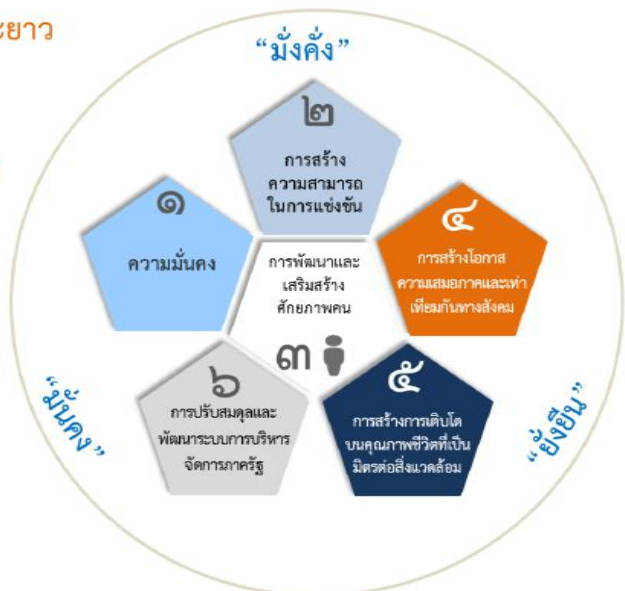 ะยาว
“มั่งคั่ง”
๒
การสร้าง
ความสามารถ
ในการแข่งขัน
๑
ความมั่นคง
การพัฒนาและ
เสริมสร้าง
ศักยภาพคน
๓
๔
การสร้างโอกาส
ความเสมอภาคและเท่า
เทียมกันทางสังคม
๖
การปรับสมดุลและ
พัฒนาระบบการบริหาร
จัดการภาครัฐ
๕
การสร้างการเติบโต
บนคุณภาพชีวิตที่เป็น
มิตรต่อสิ่งแวดล้อม
“มั่นคง”
“ยั่งยืน”